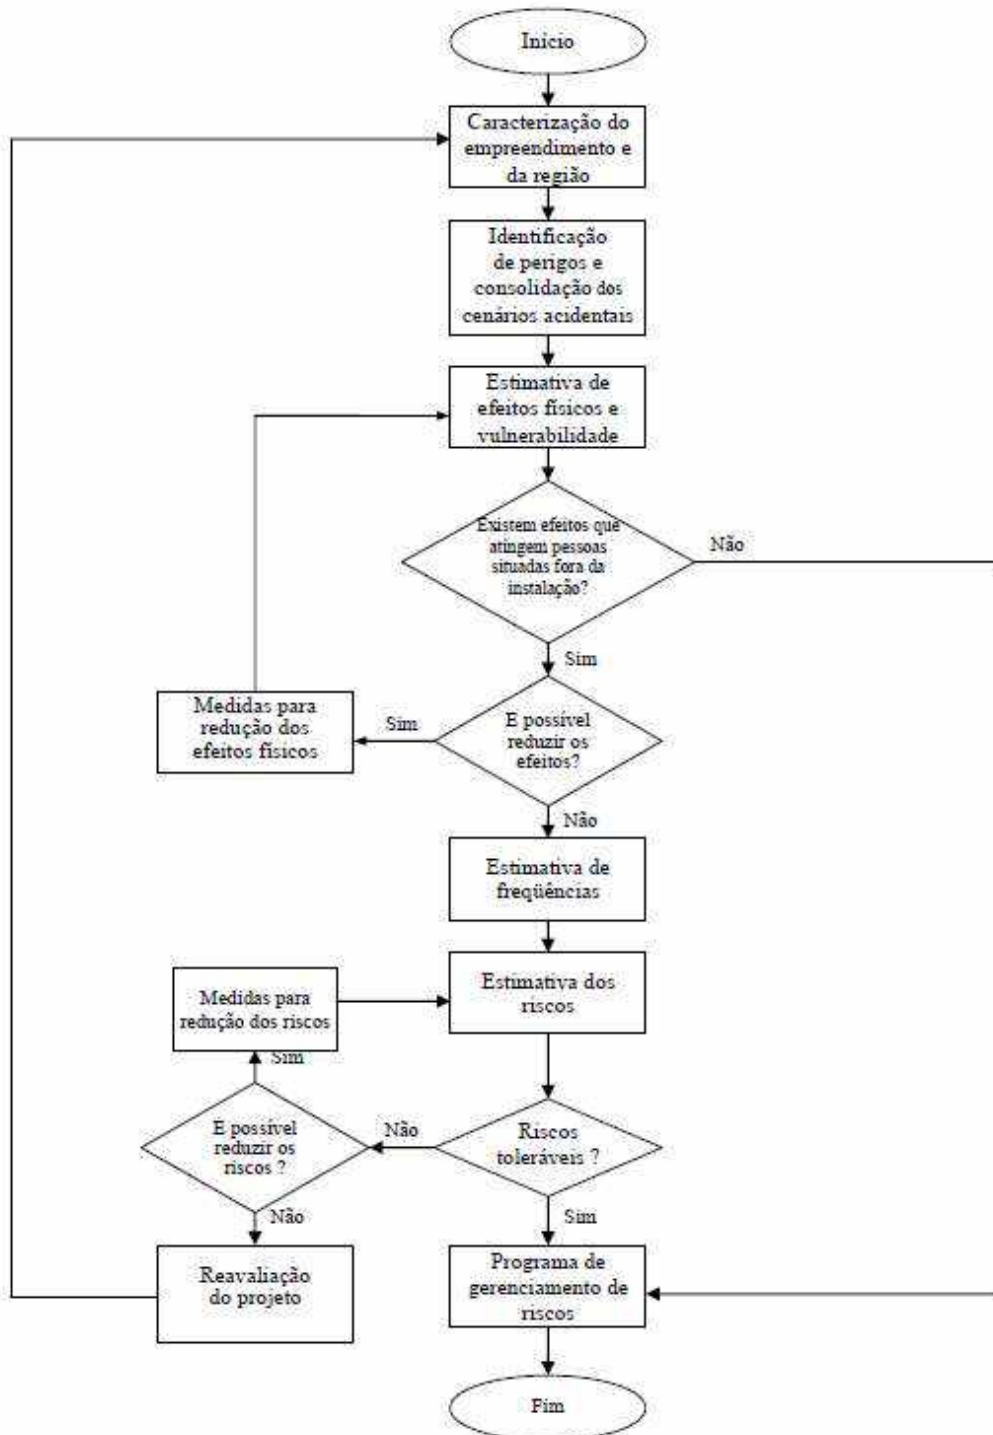 Início
Caracterização do
empreendimento e
da região
Identificação
de perigos e
consolidação dos
cenários acidentais
Estimativa de
efeitos físicos e
vulnerabilidade
Existem efeitos que
atingem pessoas
situadas fora da
instalação?
Não
Sim
Medidas para
redução dos
efeitos físicos
Sim
E possível
reduzir os
efeitos?
Não
Estimativa de
freqüências
Medidas para
redução dos riscos
Estimativa dos
riscos
Sim
E possível
reduzir os
riscos ?
Não
Riscos
toleráveis ?
Não
Sim
Reavaliação
do projeto
Programa de
gerenciamento de
riscos
Fim